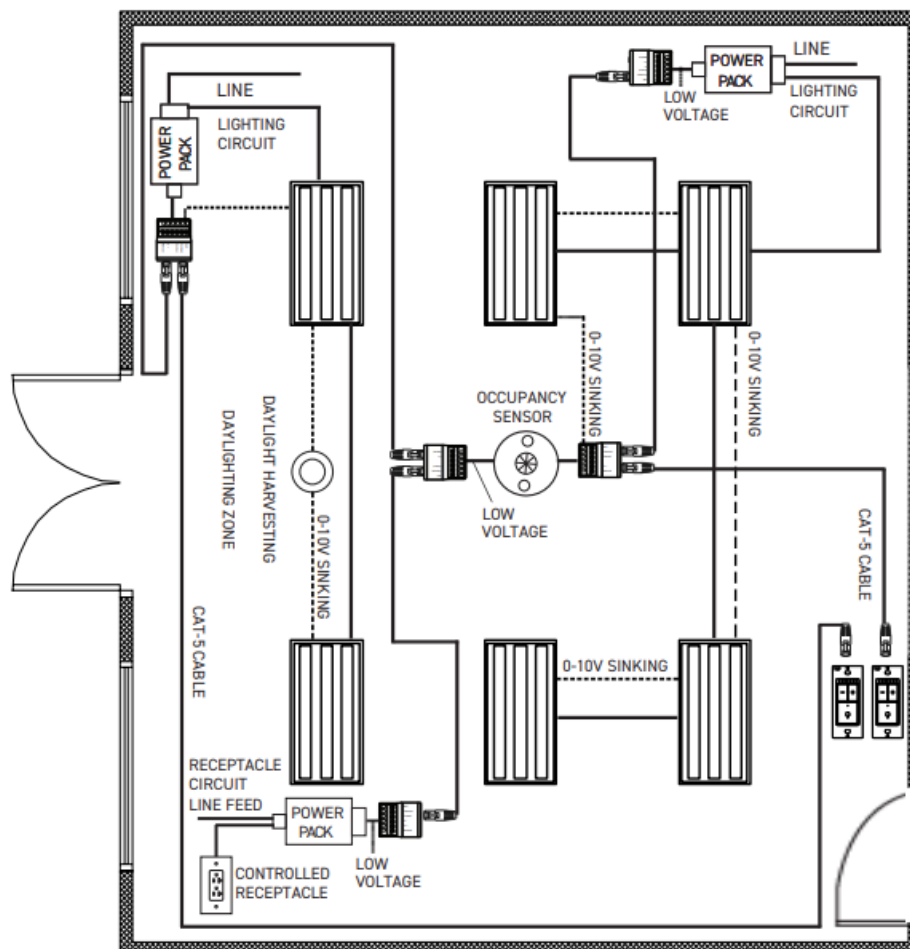 LINE
LIGHTING
CIRCUIT
POWER
PACK
POWER
PACK
LINE
LOW
VOLTAGE
LIGHTING
CIRCUIT
0-10V SINKING
0-10V SINKING
OCCUPANCY
SENSOR
LOW
VOLTAGE
DAYLIGHT HARVESTING
DAYLIGHTING ZONE
0-10V SINKING
CAT-5 CABLE
CAT-5 CABLE
0-10V SINKING
RECEPTACLE
CIRCUIT
LINE FEED
POWER
PACK
LOW
VOLTAGE
CONTROLLED
RECEPTACLE